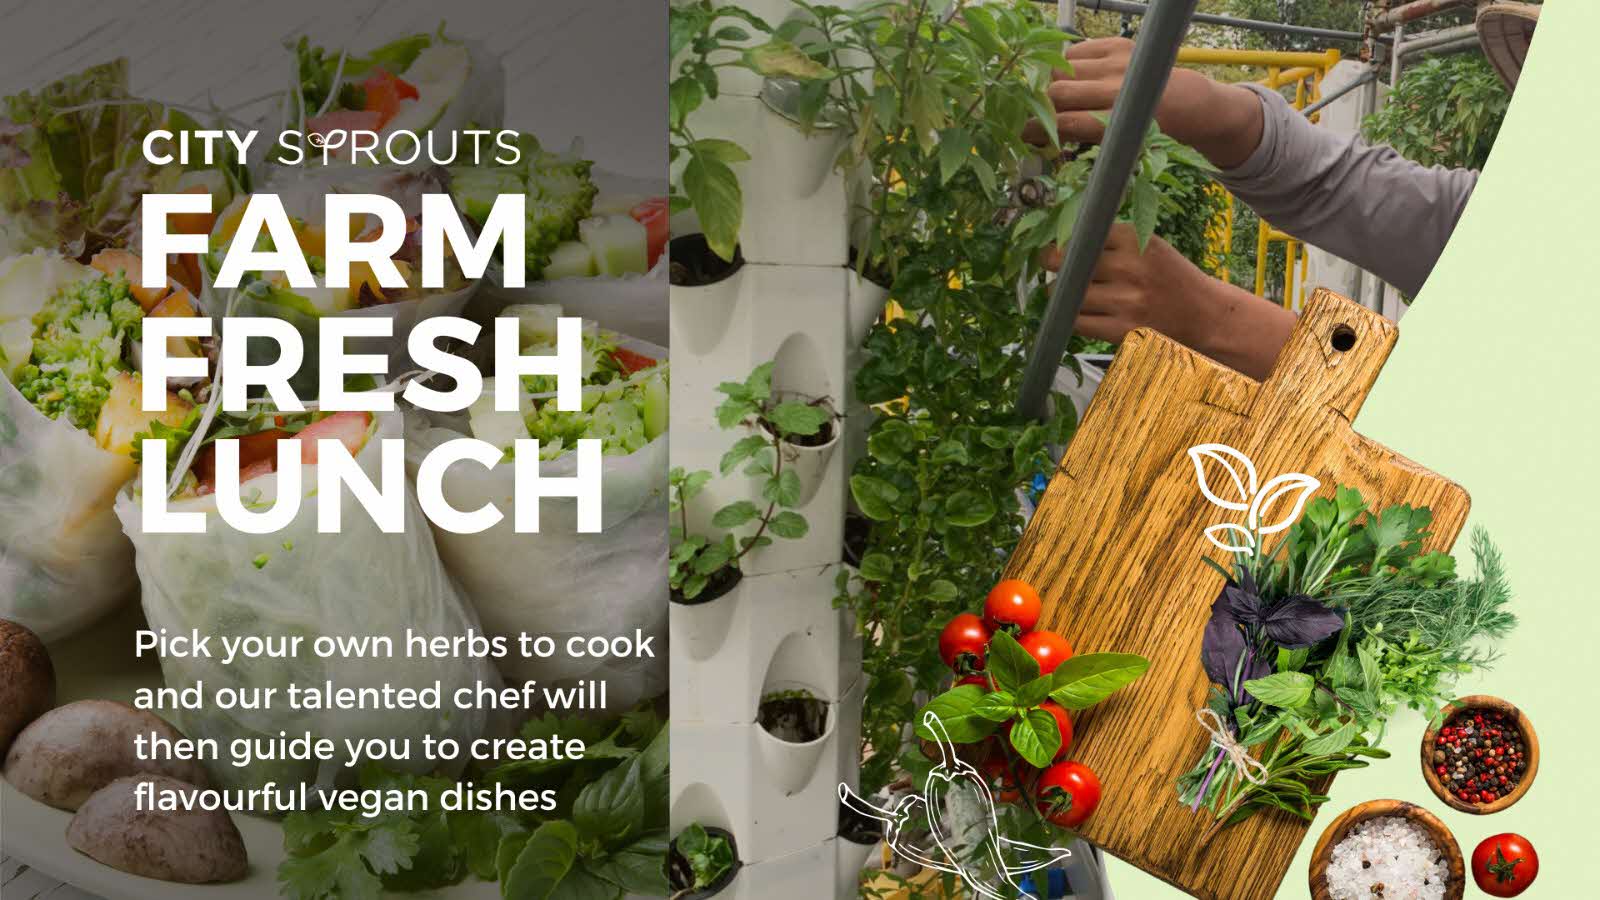 CITY SPROUTS
FARM
FRESH
LUNCH
Pick your own herbs to cook
and our talented chef will
then guide you to create
flavourful vegan dishes